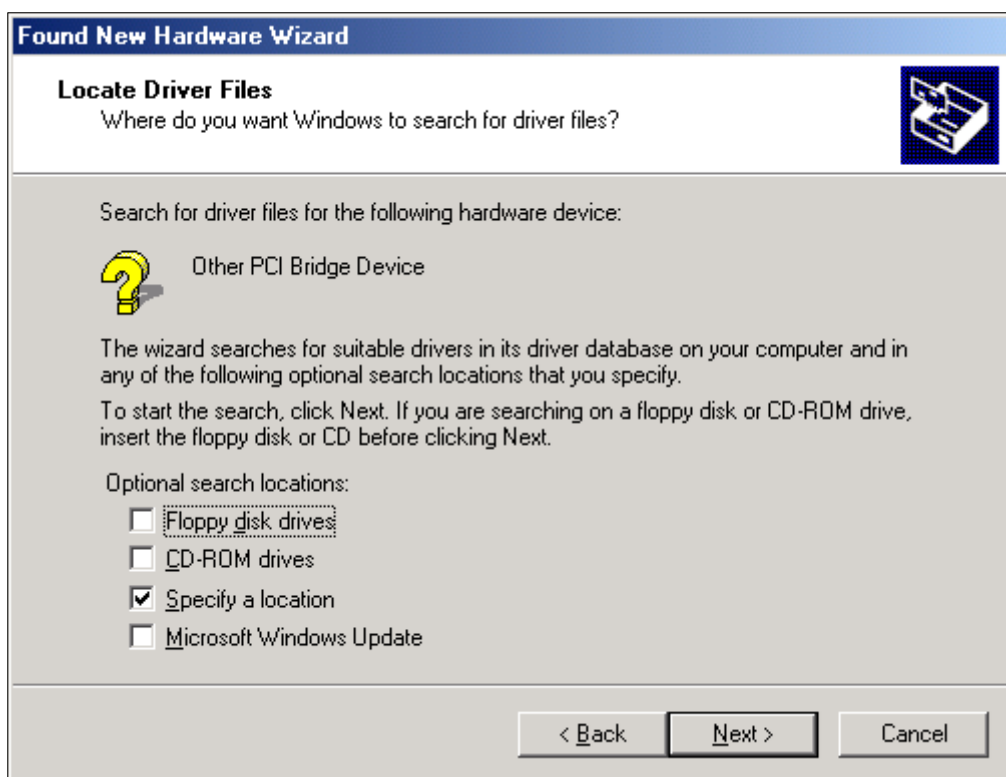 Found New Hardware Wizard
Locate Driver Files
Where do you want Windows to search for driver files?
Search for driver files for the following hardware device:
Other PCI Bridge Device
The wizard searches for suitable drivers in its driver database on your computer and in
any of the following optional search locations that you specify.
To start the search, click Next. If you are searching on a floppy disk or CD-ROM drive,
insert the floppy disk or CD before clicking Next.
Optional search locations:
Floppy disk drives
CD-ROM drives
Specify a location
Microsoft Windows Update
< Back Next > Cancel